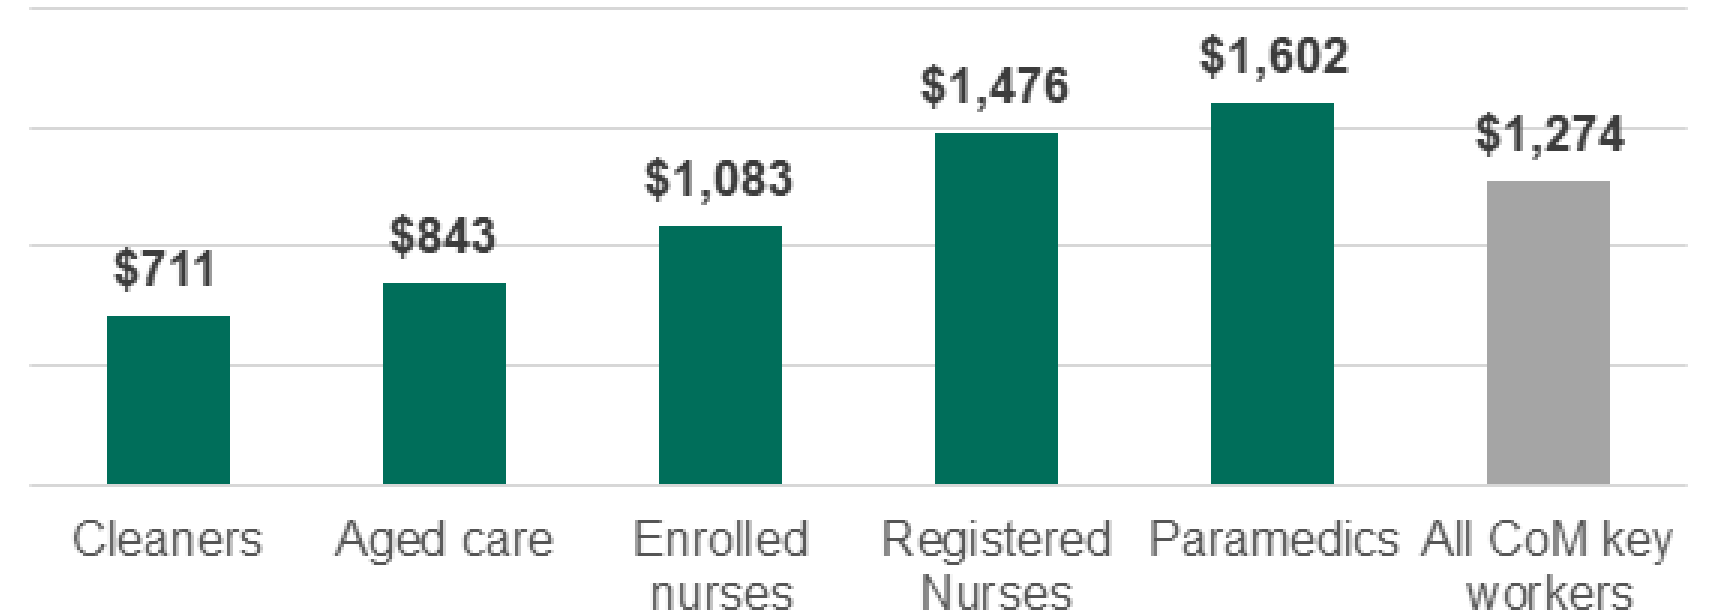 $711
$843
$1,083
$1,476
$1,602
$1,274
Cleaners
Aged care
Enrolled
nurses
Registered
Nurses
Paramedics
All CoM key
workers